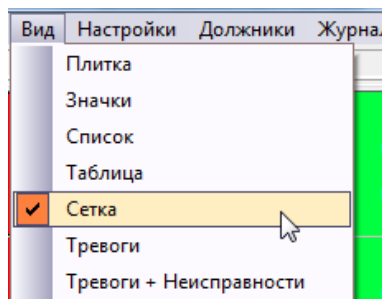 Вид Настройки Должники Журнал
Плитка
Значки
Список
Таблица
Сетка
Тревоги
Тревоги + Неисправности